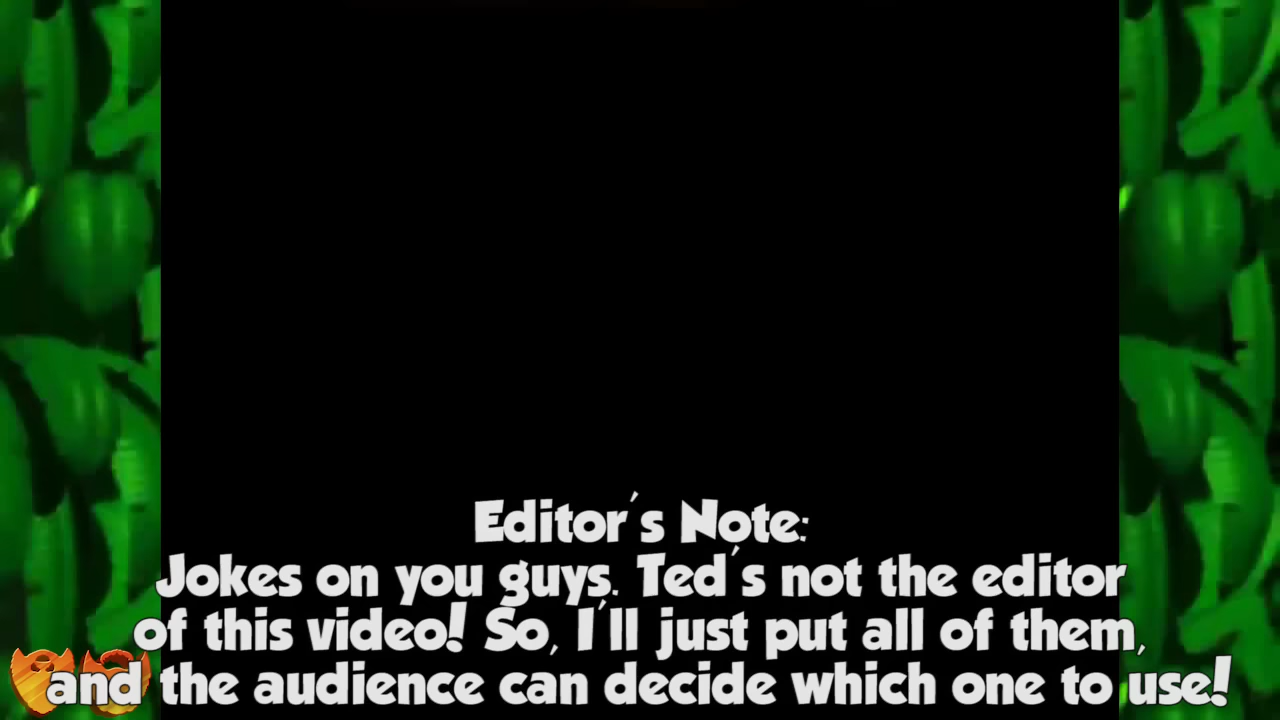 Editor's Note:
Jokes on you guys. Ted's not the editor
of this video! So, I'll just put all of them,
and the audience can decide which one to use!